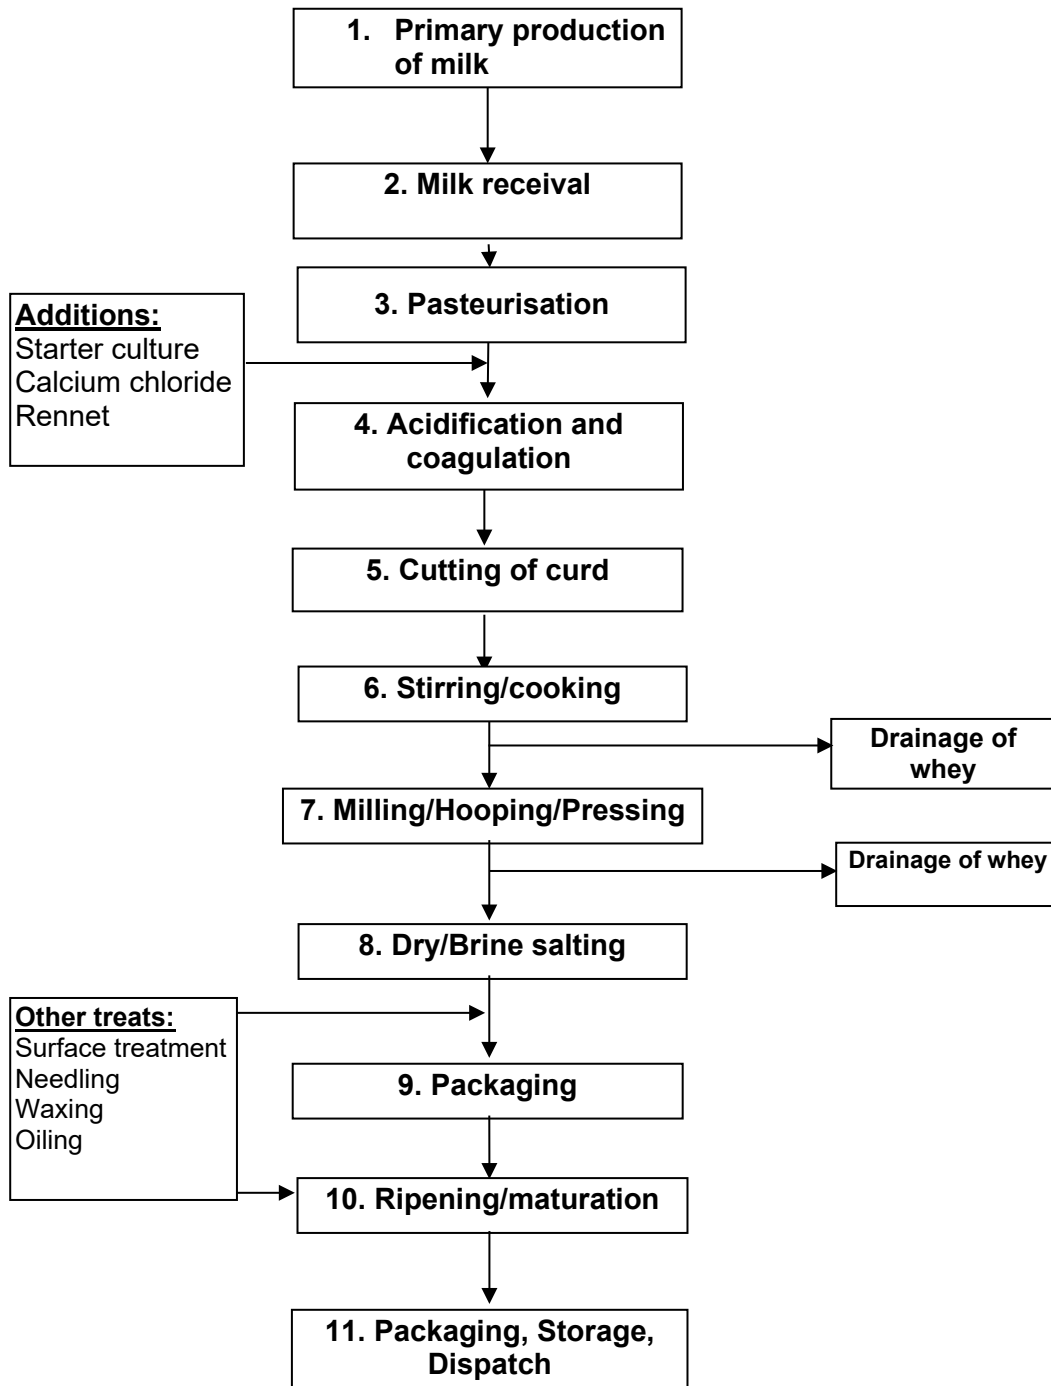 1. Primary production
of milk
2. Milk receival
3. Pasteurisation
Additions:
Starter culture
Calcium chloride
Rennet
4. Acidification and
coagulation
5. Cutting of curd
6. Stirring/cooking
Drainage of
whey
7. Milling/Hooping/Pressing
Drainage of whey
8. Dry/Brine salting
Other treats:
Surface treatment
Needling
Waxing
Oiling
9. Packaging
10. Ripening/maturation
11. Packaging, Storage,
Dispatch